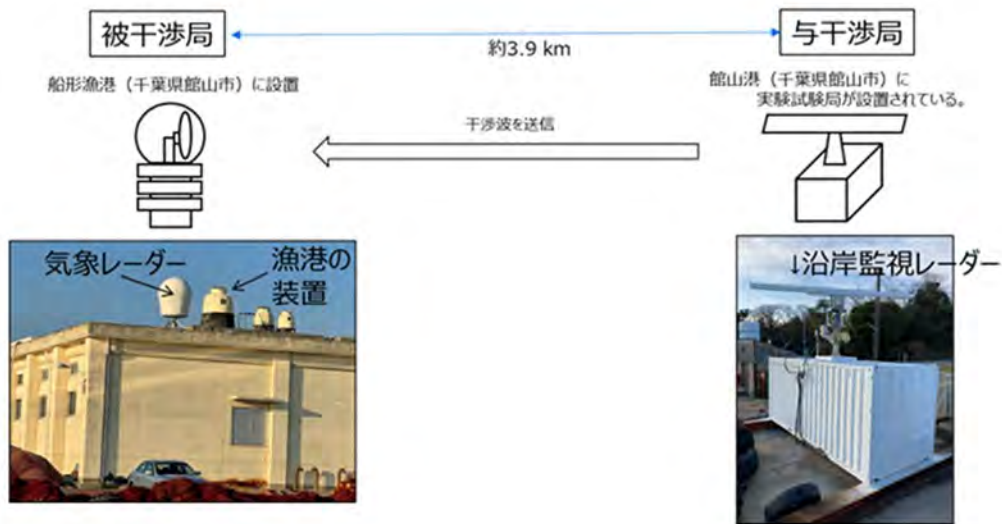 被干渉局
約3.9 km
与干渉局
船形漁港（千葉県館山市）に設置
館山港（千葉県館山市）に
実験試験局が設置されている。
干渉波を送信
気象レーダー
漁港の
装置
↓沿岸監視レーダー